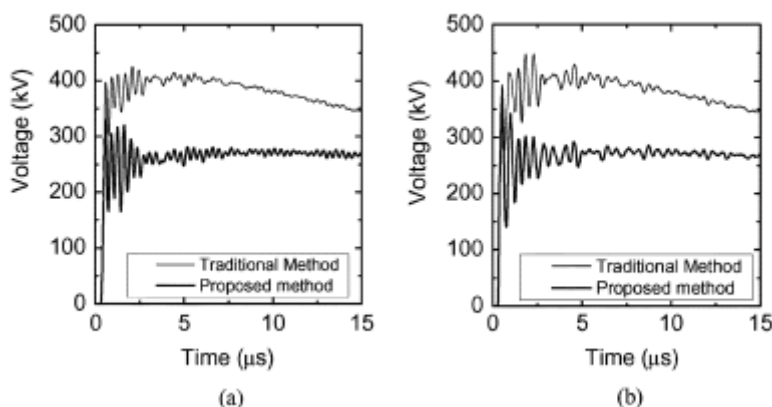 500
400
300
200
100
0
Voltage (kV)
Traditional Method
Proposed method
0
5
10
15
Time (μs)
(a)
500
400
300
200
100
0
Voltage (kV)
Traditional Method
Proposed method
0
5
10
15
Time (μs)
(b)